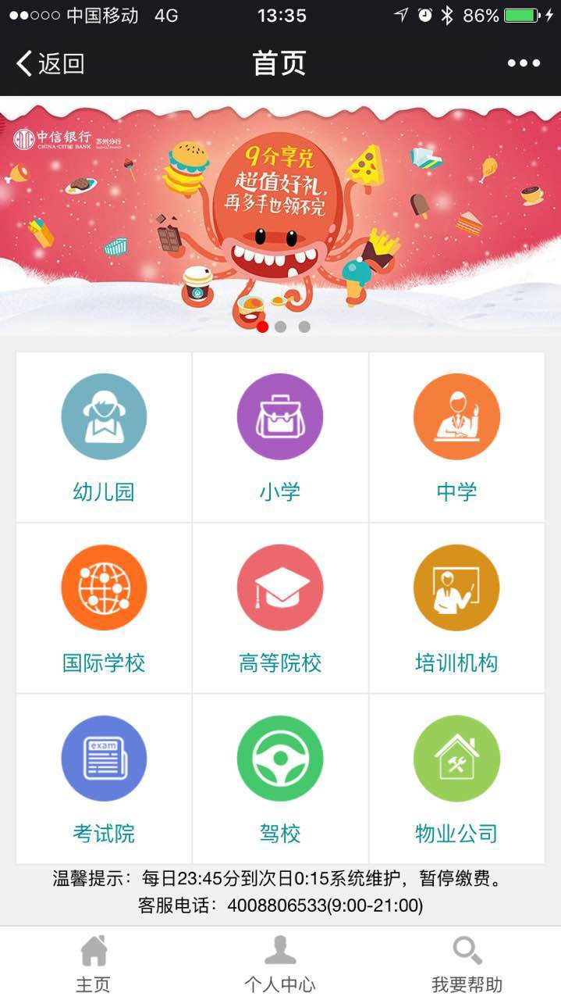 中国移动 4G 13:35 86%
返回 首页
中信银行 苏州分行
CHINA CITIC BANK
9分享兑
超值好礼,
再多手也领不完
幼儿园 小学 中学
国际学校 高等院校 培训机构
exam
考试院 驾校 物业公司
温馨提示：每日23:45分到次日0:15系统维护，暂停缴费。
客服电话：4008806533(9:00-21:00)
主页 个人中心 我要帮助